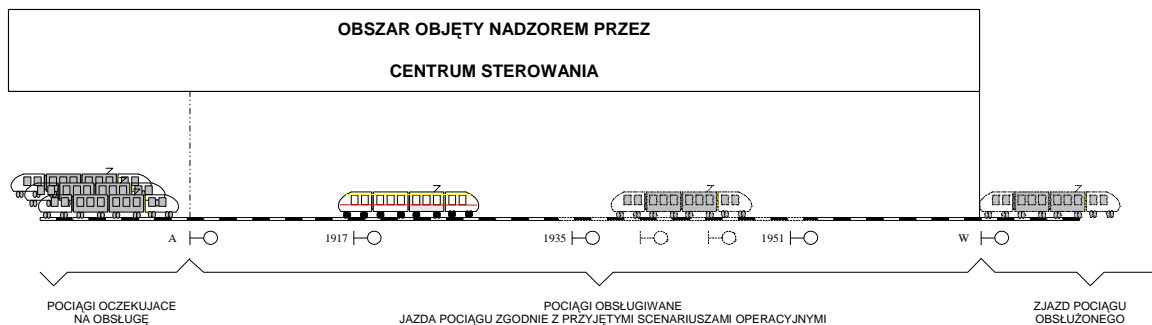 OBSZAR OBJĘTY NADZOREM PRZEZ
CENTRUM STEROWANIA
A 1917 1935 1951 W
POCIĄGI OCZEKUJACE
NA OBSŁUGĘ
POCIĄGI OBSŁUGIWANE
JAZDA POCIĄGU ZGODNIE Z PRZYJĘTYMI SCENARIUSZAMI OPERACYJNYMI
ZJAZD POCIĄGU
OBSŁUŻONEGO